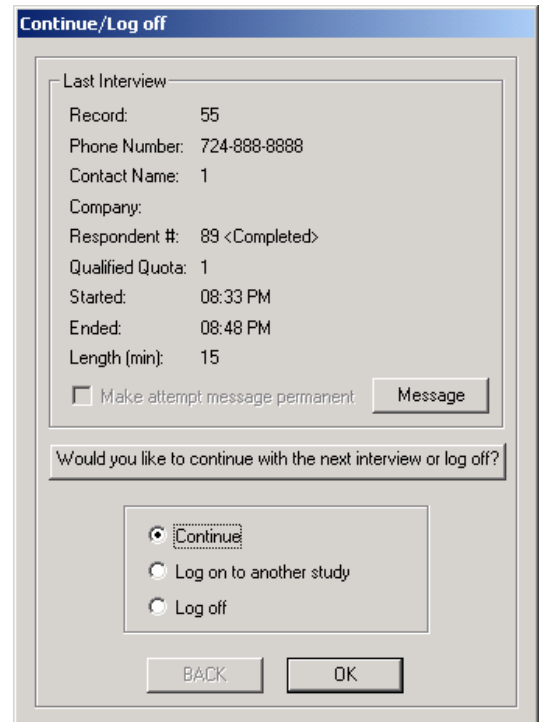 Continue/Log off
Last Interview
Record: 55
Phone Number: 724-888-8888
Contact Name: 1
Company:
Respondent #: 89 <Completed>
Qualified Quota: 1
Started: 08:33 PM
Ended: 08:48 PM
Length (min): 15
Make attempt message permanent Message
Would you like to continue with the next interview or log off?
Continue
Log on to another study
Log off
BACK OK